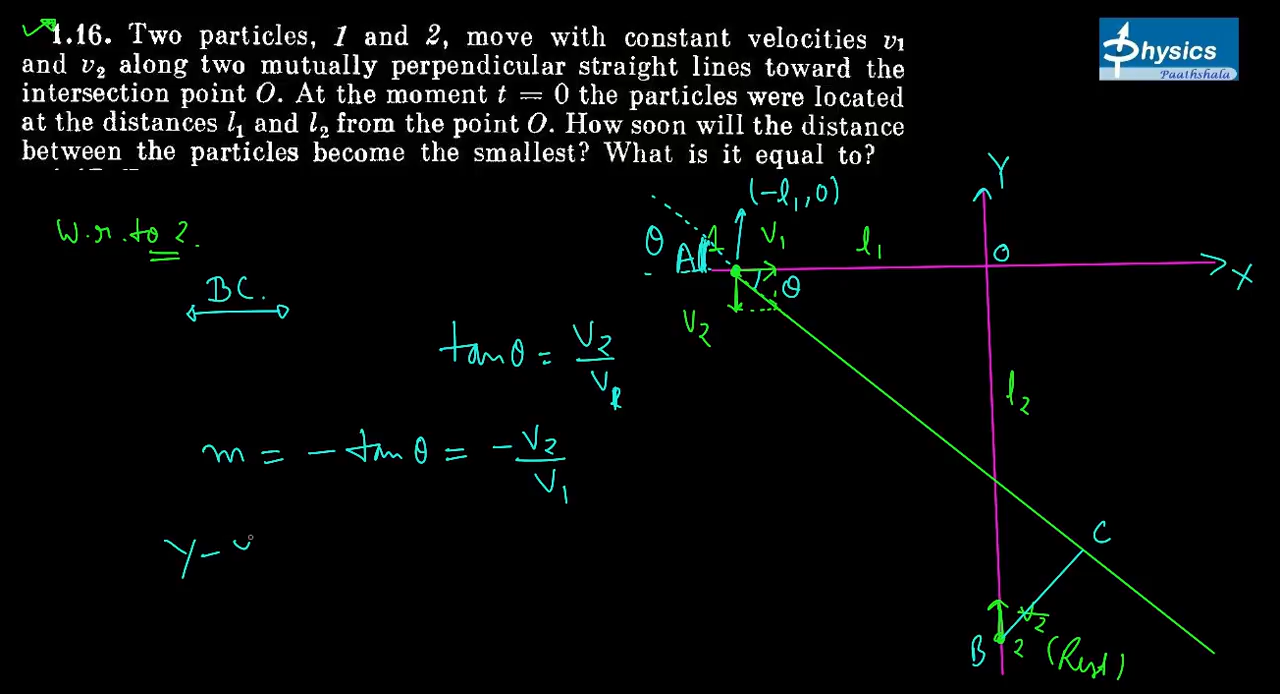 1.16. Two particles, 1 and 2, move with constant velocities v₁
and v₂ along two mutually perpendicular straight lines toward the
intersection point O. At the moment t = 0 the particles were located
at the distances l₁ and l₂ from the point O. How soon will the distance
between the particles become the smallest? What is it equal to?
Physics
Paathshala
W.r.to 2.
BC.
tanθ = V₂/V₁
m = - tanθ = -V₂/V₁
Y-
Y
(-l₁, 0)
θ
A
V₁
l₁
O
X
θ
V₂
l₂
C
B
V₂
2 (Rest)